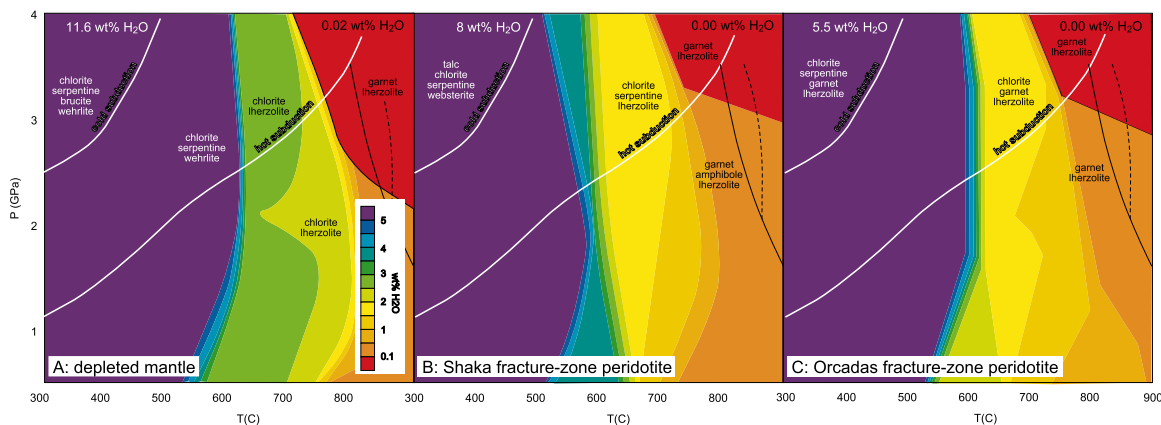 4
3
2
1
P (GPa)
11.6 wt% H2O
0.02 wt% H2O
chlorite
serpentine
brucite
wehrlite
cold subduction
chlorite
serpentine
wehrlite
chlorite
lherzolite
hot subduction
garnet
lherzolite
chlorite
lherzolite
5
4
3
2
1
0.1
wt% H2O
A: depleted mantle
300 400 500 600 700 800
T(C)
8 wt% H2O
0.00 wt% H2O
talc
chlorite
serpentine
websterite
cold subduction
chlorite
serpentine
lherzolite
hot subduction
garnet
lherzolite
garnet
amphibole
lherzolite
B: Shaka fracture-zone peridotite
300 400 500 600 700 800
T(C)
5.5 wt% H2O
0.00 wt% H2O
chlorite
serpentine
garnet
lherzolite
cold subduction
chlorite
garnet
lherzolite
hot subduction
garnet
lherzolite
garnet
lherzolite
C: Orcadas fracture-zone peridotite
300 400 500 600 700 800 900
T(C)